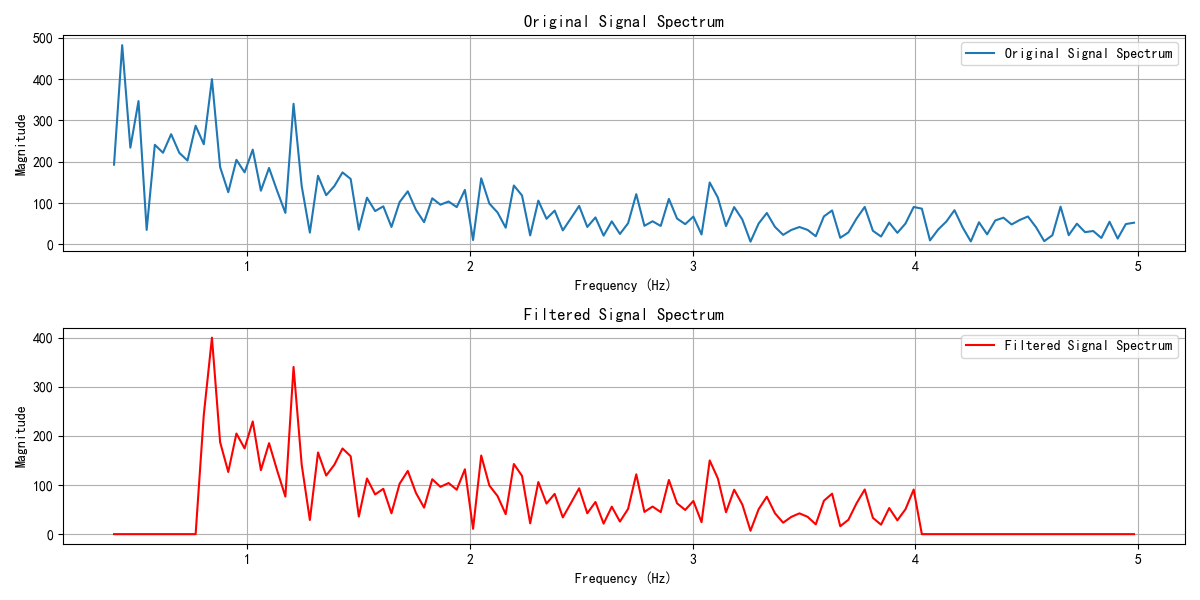 Original Signal Spectrum
500
400
300
200
100
0
Magnitude
Original Signal Spectrum
1 2 3 4 5
Frequency (Hz)
Filtered Signal Spectrum
400
300
200
100
0
Magnitude
Filtered Signal Spectrum
1 2 3 4 5
Frequency (Hz)